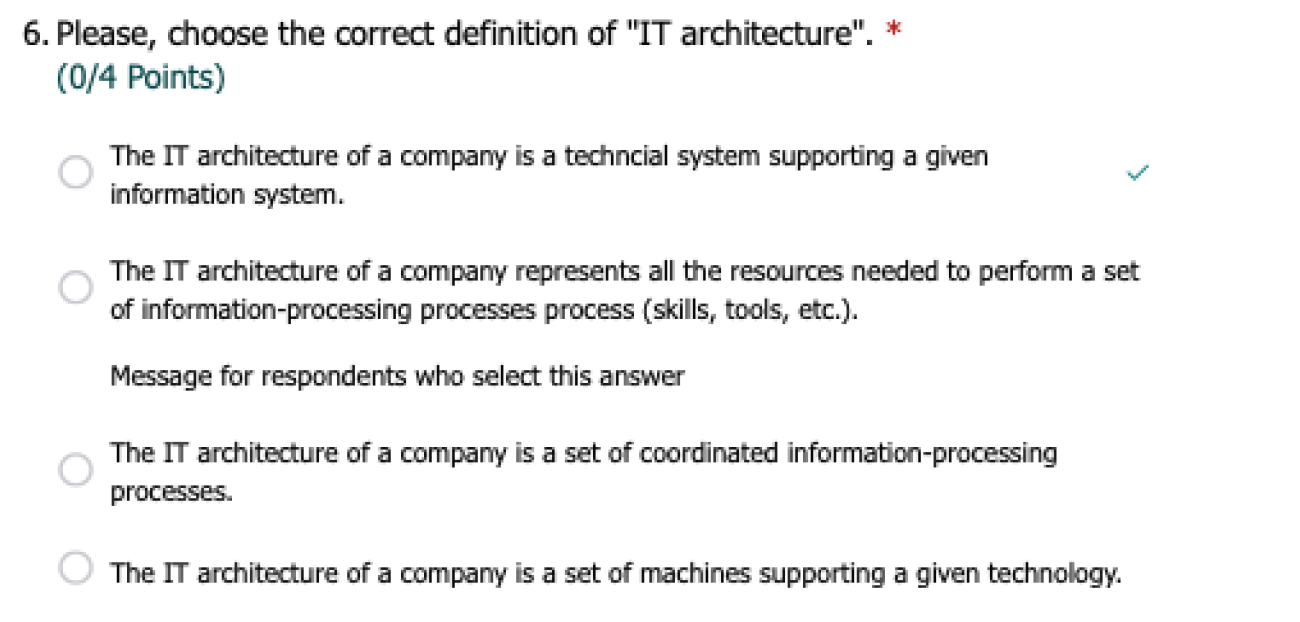 6. Please, choose the correct definition of "IT architecture". *
(0/4 Points)
The IT architecture of a company is a techncial system supporting a given
information system.
The IT architecture of a company represents all the resources needed to perform a set
of information-processing processes process (skills, tools, etc.).
Message for respondents who select this answer
The IT architecture of a company is a set of coordinated information-processing
processes.
The IT architecture of a company is a set of machines supporting a given technology.